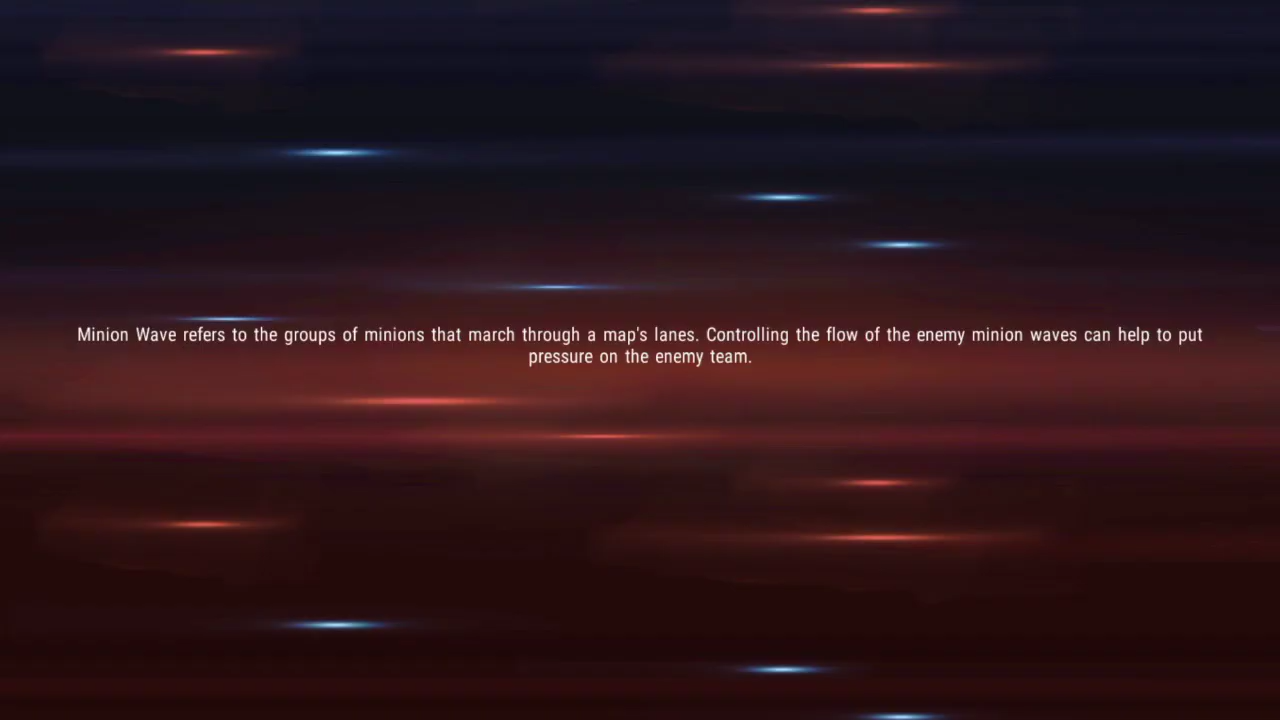 Minion Wave refers to the groups of minions that march through a map's lanes. Controlling the flow of the enemy minion waves can help to put
pressure on the enemy team.